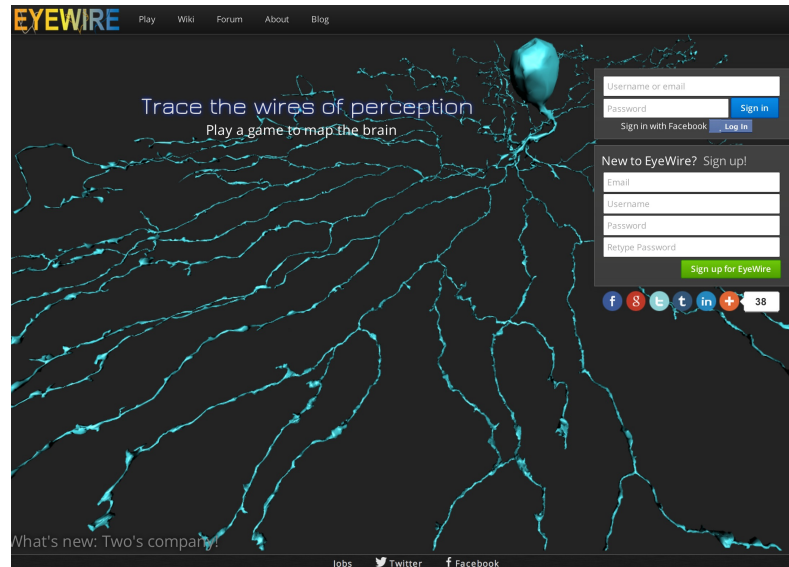 EYEWIRE
Play Wiki Forum About Blog
Username or email
Trace the wires of perception
Password Sign in
Play a game to map the brain
Sign in with Facebook Log In
New to EyeWire? Sign up!
Email
Username
Password
Retype Password
Sign up for EyeWire
f 8 t t in + 38
What's new: Two's company!
Jobs Twitter f Facebook